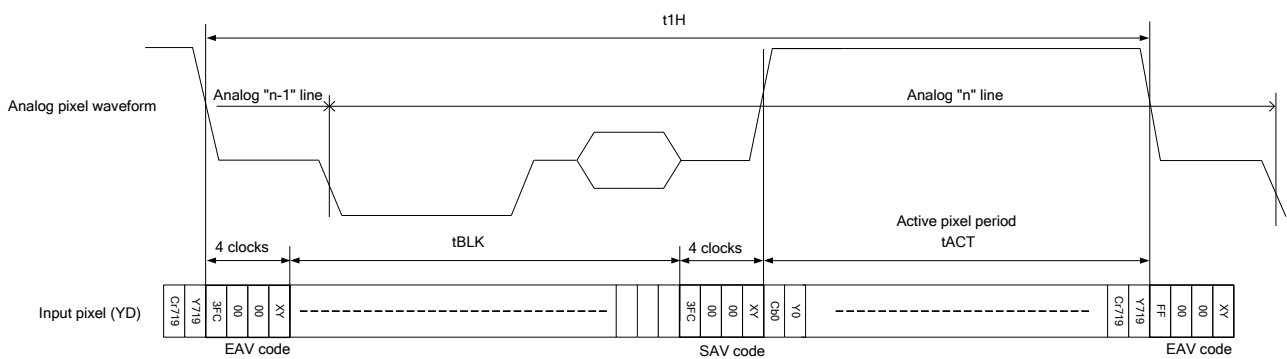 t1H
Analog pixel waveform
Analog "n-1" line
Analog "n" line
4 clocks
tBLK
4 clocks
Active pixel period
tACT
Input pixel (YD)
Cr719 Y719 3FC 00 00 XY 3FC 00 00 XY Cb0 Y0 Cr719 Y719 FF 00 00 XY
EAV code
SAV code
EAV code